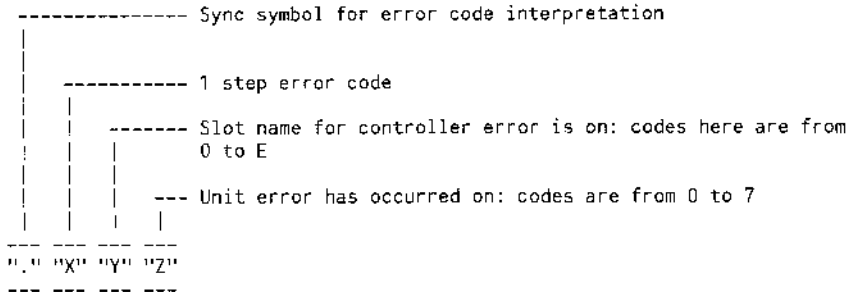 Sync symbol for error code interpretation
1 step error code
Slot name for controller error is on: codes here are from
0 to E
Unit error has occurred on: codes are from 0 to 7
"." "X" "Y" "Z"